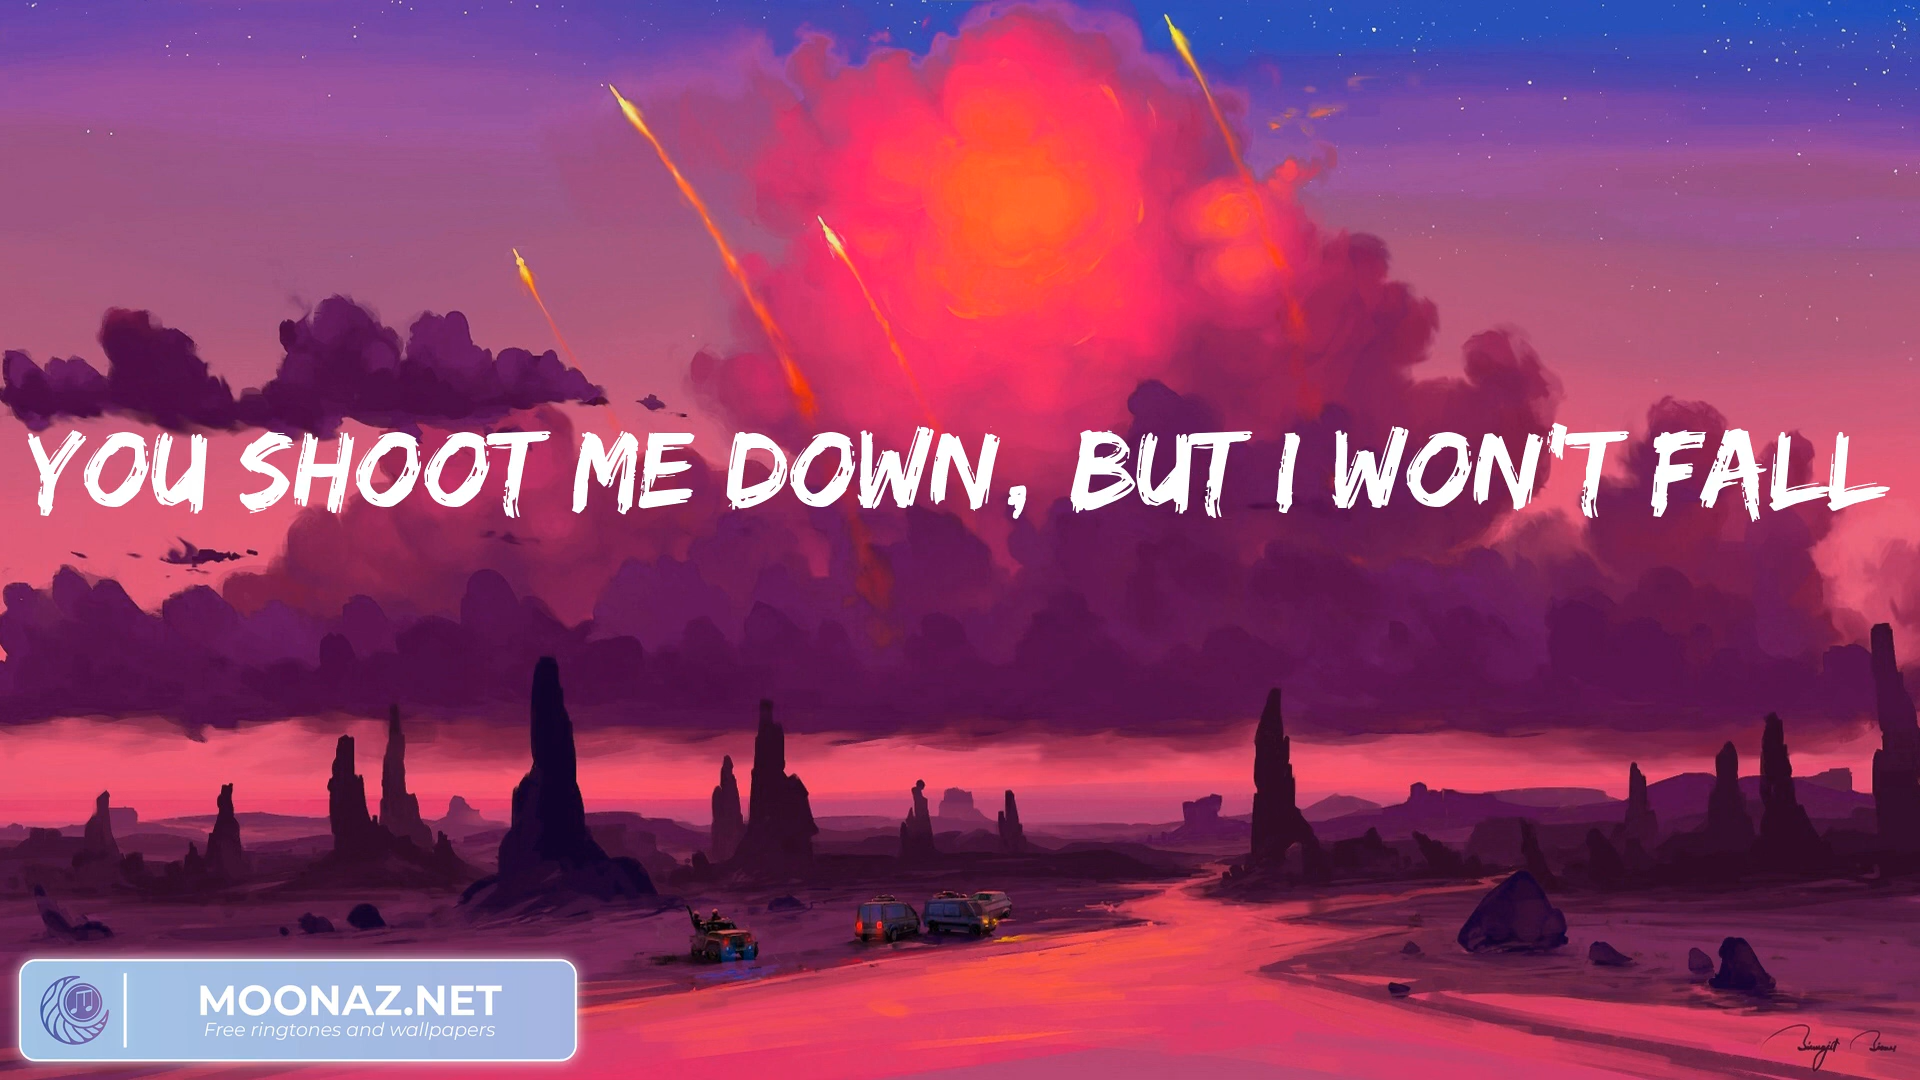 YOU SHOOT ME DOWN, BUT I WON'T FALL
MOONAZ.NET
Free ringtones and wallpapers